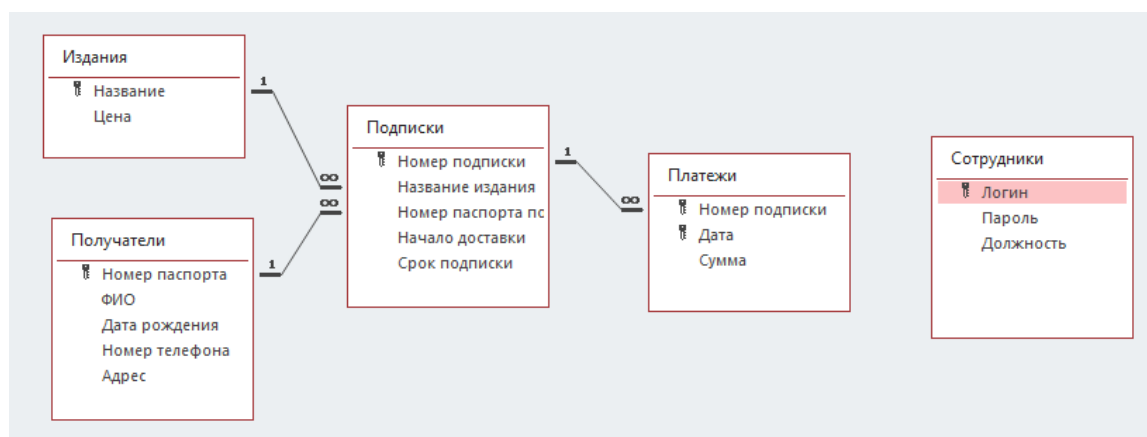 Издания
Название
Цена
1
∞
Получатели
Номер паспорта
ФИО
Дата рождения
Номер телефона
Адрес
1
∞
Подписки
Номер подписки
Название издания
Номер паспорта по
Начало доставки
Срок подписки
1
∞
Платежи
Номер подписки
Дата
Сумма
Сотрудники
Логин
Пароль
Должность